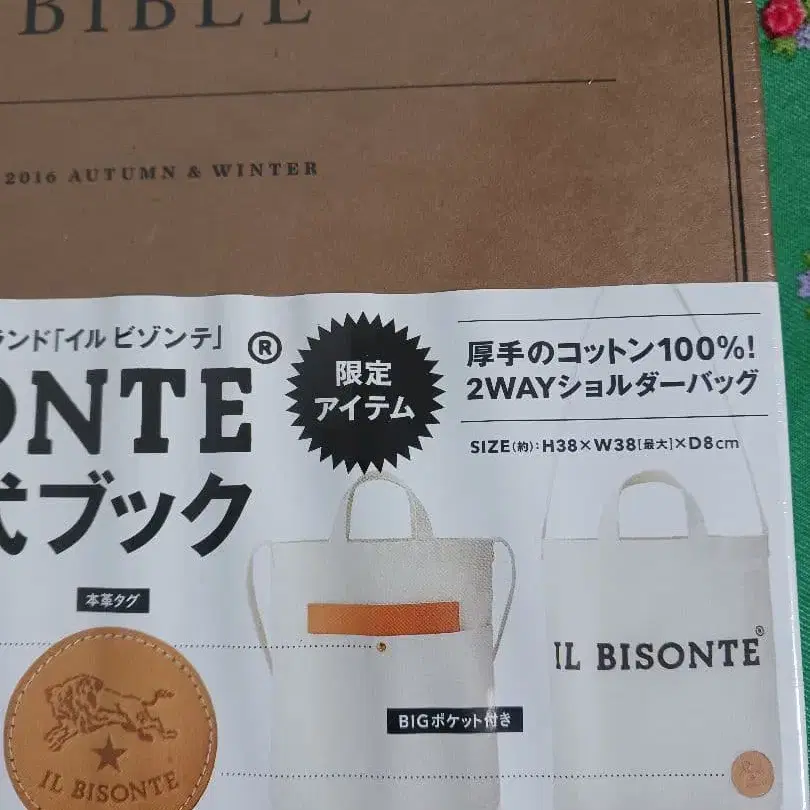 BIBLE
2016 AUTUMN & WINTER
ランド「イル ビゾンテ」
ONTE®
式ブック
限定
アイテム
厚手のコットン100%!
2WAYショルダーバッグ
SIZE(約):H38×W38[最大]×D8cm
本革タグ
IL BISONTE
BIGポケット付き
IL BISONTE®